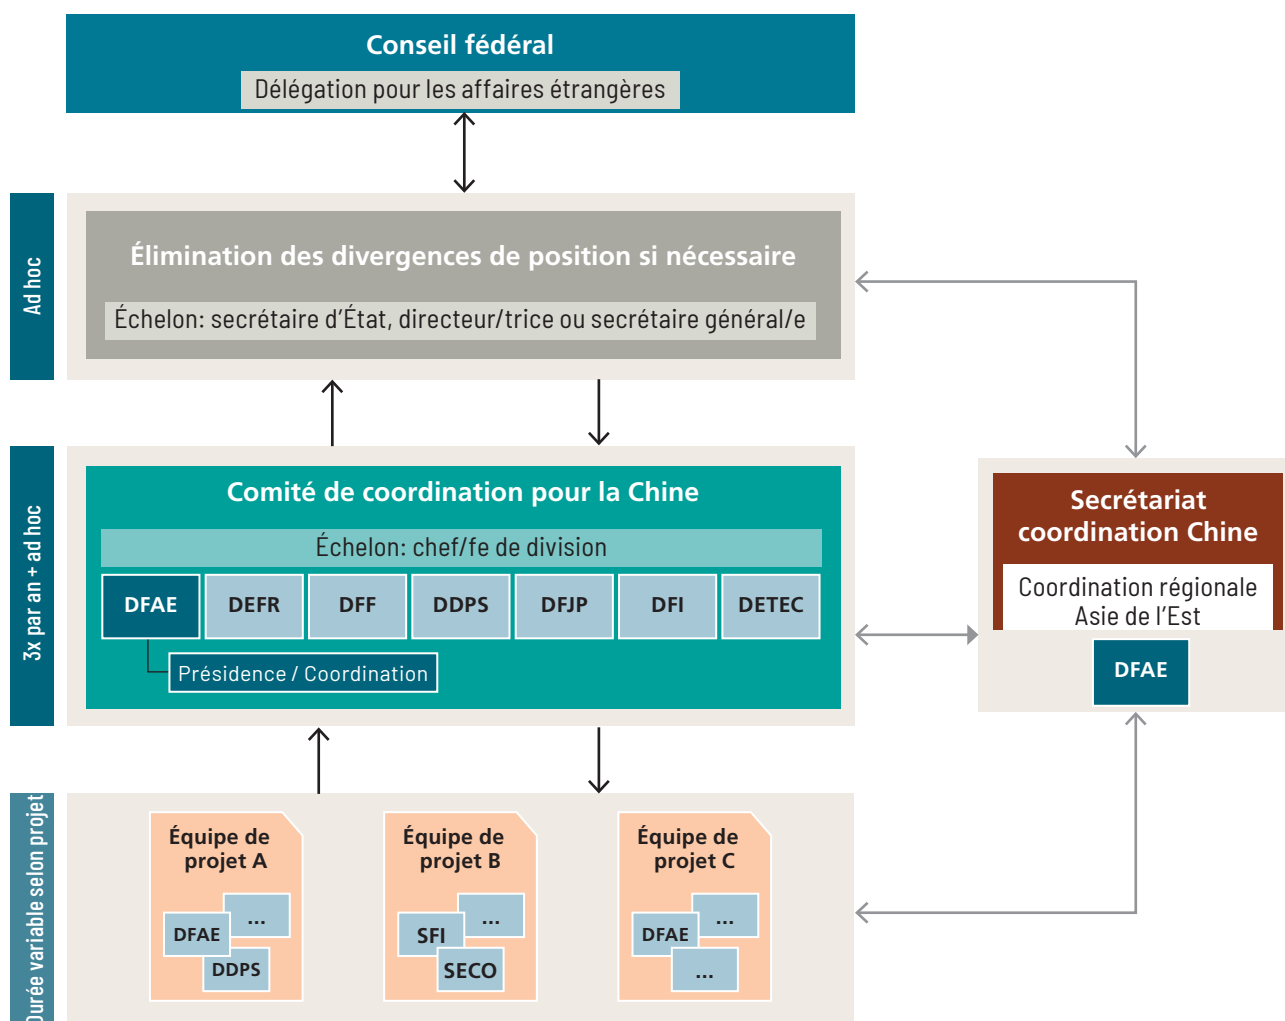 Conseil fédéral
Délégation pour les affaires étrangères
Ad hoc
Élimination des divergences de position si nécessaire
Échelon: secrétaire d’État, directeur/trice ou secrétaire général/e
3x par an + ad hoc
Comité de coordination pour la Chine
Échelon: chef/fe de division
DFAE
DEFR
DFF
DDPS
DFJP
DFI
DETEC
Présidence / Coordination
Secrétariat
coordination Chine
Coordination régionale
Asie de l’Est
DFAE
Durée variable selon projet
Équipe de
projet A
...
DFAE
DDPS
Équipe de
projet B
...
SFI
SECO
Équipe de
projet C
...
DFAE
...